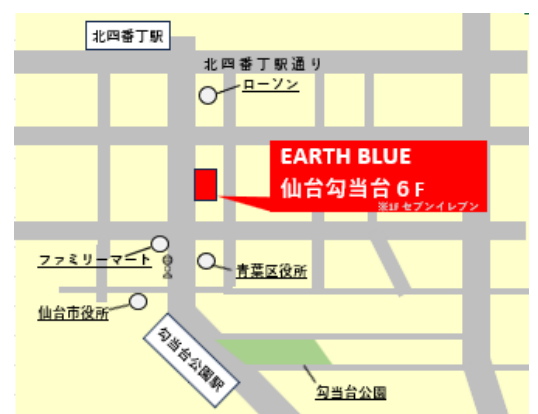 北四番丁駅
北四番丁駅通り
ローソン
EARTH BLUE
仙台勾当台6F
※1F セブンイレブン
ファミリーマート
青葉区役所
仙台市役所
勾当台公園駅
勾当台公園